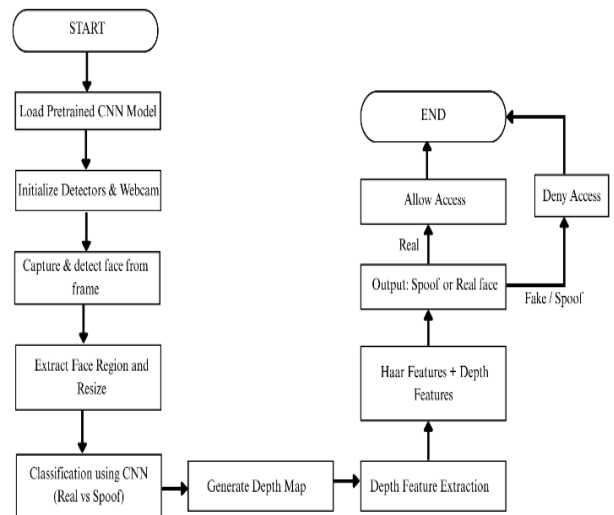 START
Load Pretrained CNN Model
Initialize Detectors & Webcam
Capture & detect face from
frame
Extract Face Region and
Resize
Classification using CNN
(Real vs Spoof)
Generate Depth Map
Depth Feature Extraction
Haar Features + Depth
Features
Output: Spoof or Real face
Real
Fake / Spoof
Allow Access
Deny Access
END